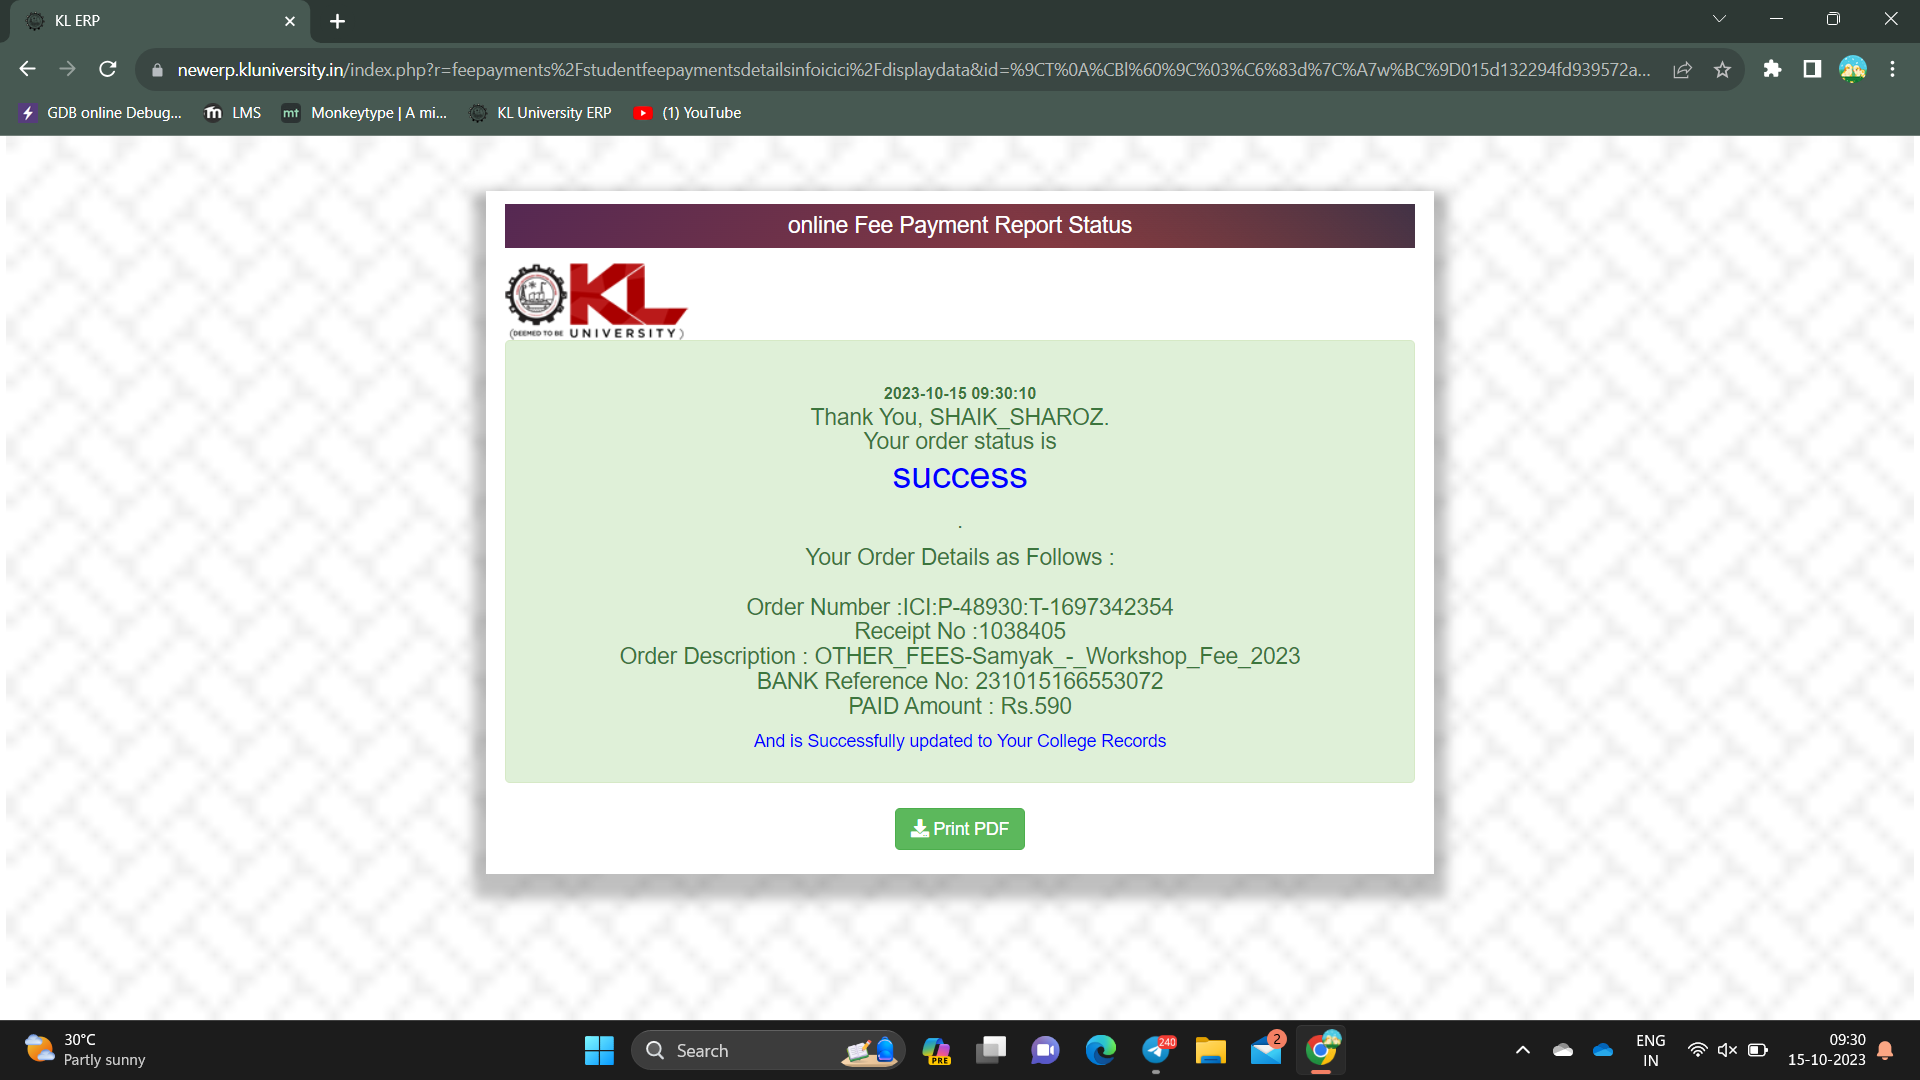 KL ERP
newerp.kluniversity.in/index.php?r=feepayments%2Fstudentfeepaymentsdetailsinfoicici%2Fdisplaydata&id=%9CT%0A%CBl%60%9C%03%C6%83d%7C%A7w%BC%9D015d132294fd939572a...
GDB online Debug...
LMS
mt
Monkeytype | A mi...
KL University ERP
(1) YouTube
online Fee Payment Report Status
KL
(DEEMED TO BE UNIVERSITY)
2023-10-15 09:30:10
Thank You, SHAIK_SHAROZ.
Your order status is
success
.
Your Order Details as Follows :
Order Number :ICI:P-48930:T-1697342354
Receipt No :1038405
Order Description : OTHER_FEES-Samyak_-_Workshop_Fee_2023
BANK Reference No: 231015166553072
PAID Amount : Rs.590
And is Successfully updated to Your College Records
Print PDF
30°C
Partly sunny
Search
PRE
240
2
ENG
IN
09:30
15-10-2023